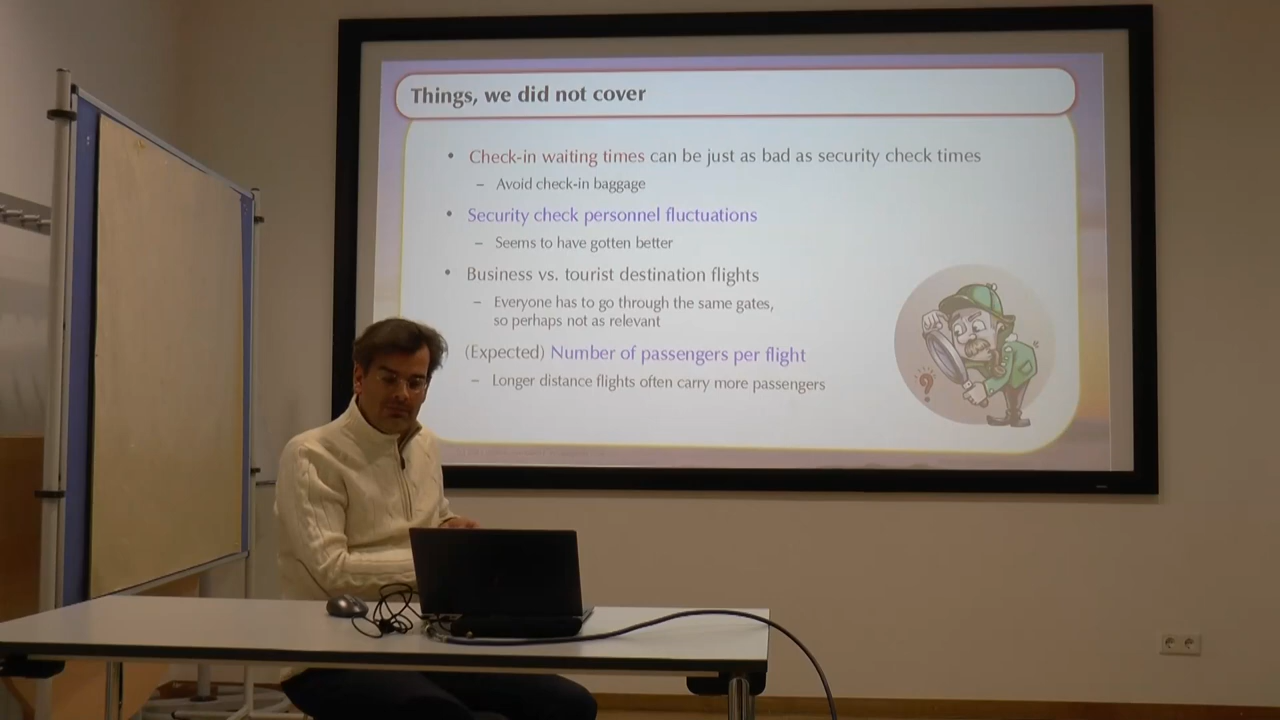 Things, we did not cover
• Check-in waiting times can be just as bad as security check times
– Avoid check-in baggage
• Security check personnel fluctuations
– Seems to have gotten better
• Business vs. tourist destination flights
– Everyone has to go through the same gates,
so perhaps not as relevant
(Expected) Number of passengers per flight
– Longer distance flights often carry more passengers
?